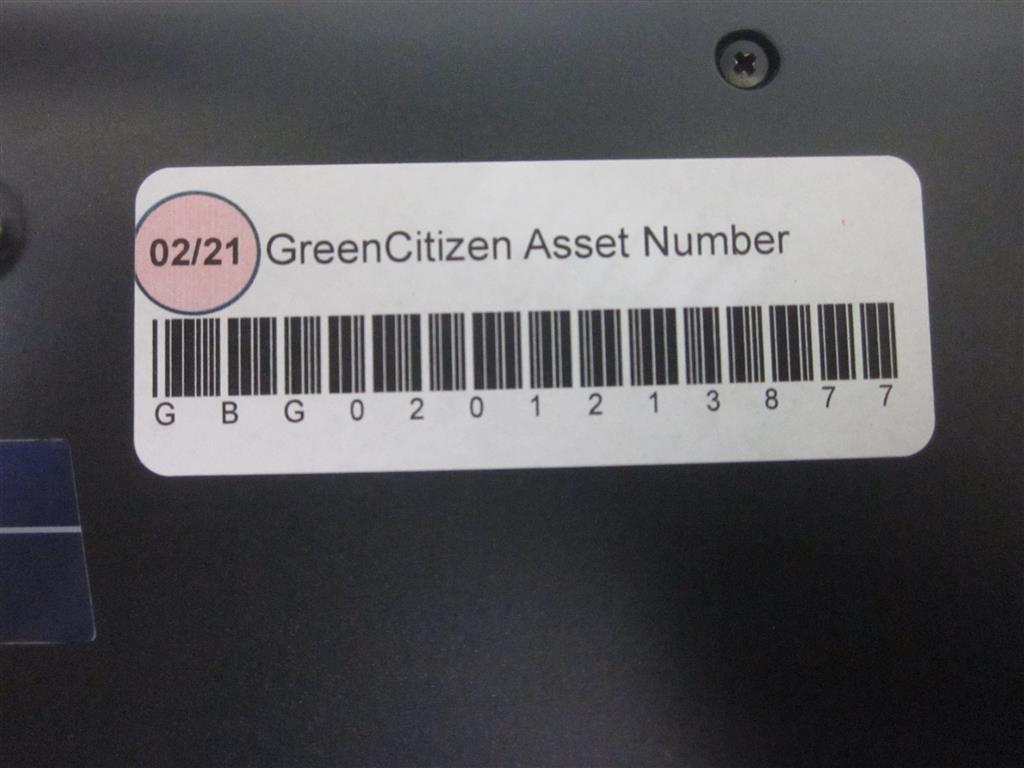 02/21 GreenCitizen Asset Number
G B G 0 2 0 1 2 1 3 8 7 7